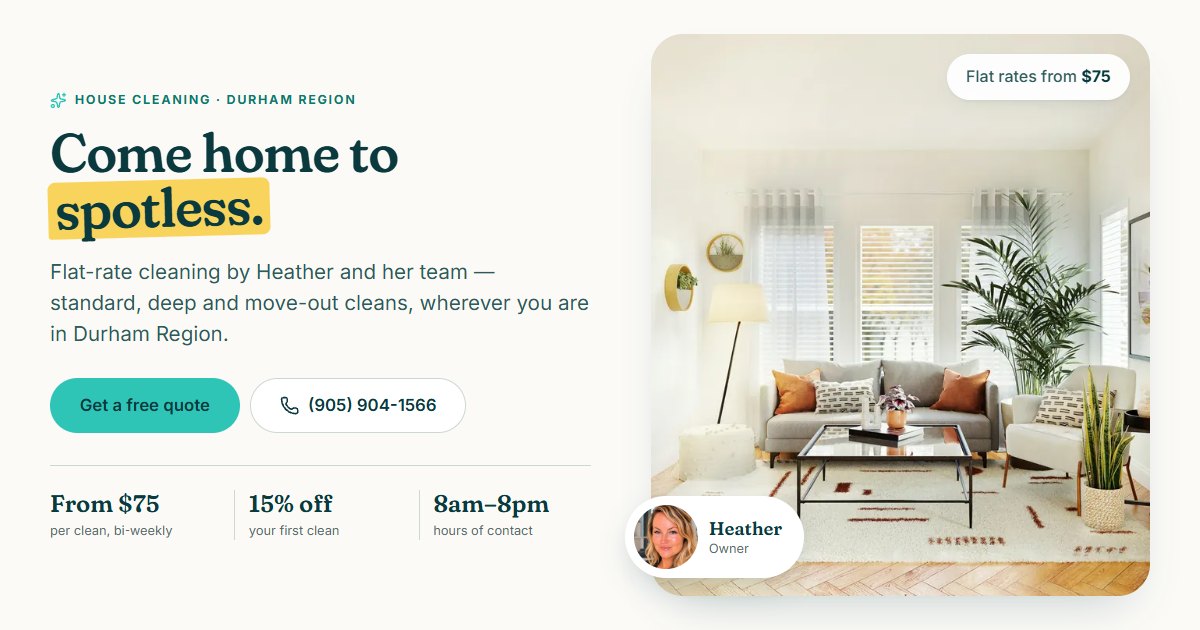 HOUSE CLEANING · DURHAM REGION
Come home to
spotless.
Flat-rate cleaning by Heather and her team —
standard, deep and move-out cleans, wherever you are
in Durham Region.
Get a free quote
(905) 904-1566
From $75
per clean, bi-weekly
15% off
your first clean
8am–8pm
hours of contact
Flat rates from $75
Heather
Owner